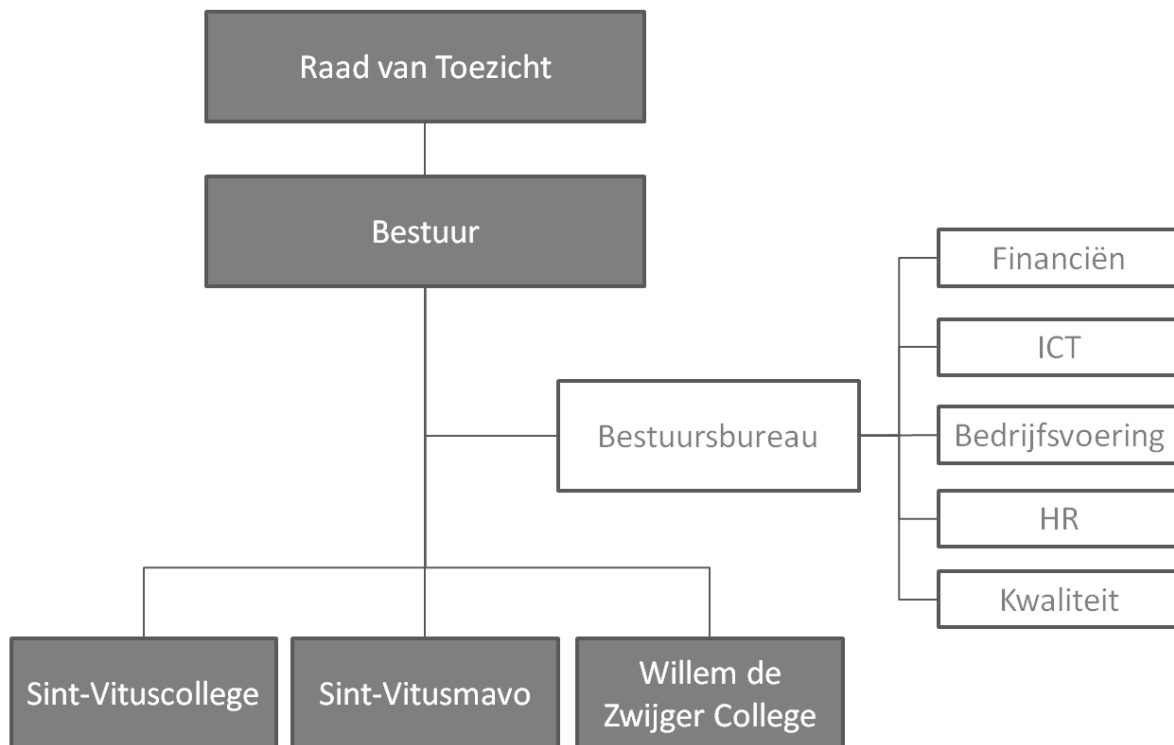 Raad van Toezicht
Bestuur
Bestuursbureau
Financiën
ICT
Bedrijfsvoering
HR
Kwaliteit
Sint-Vituscollege
Sint-Vitusmavo
Willem de
Zwijger College